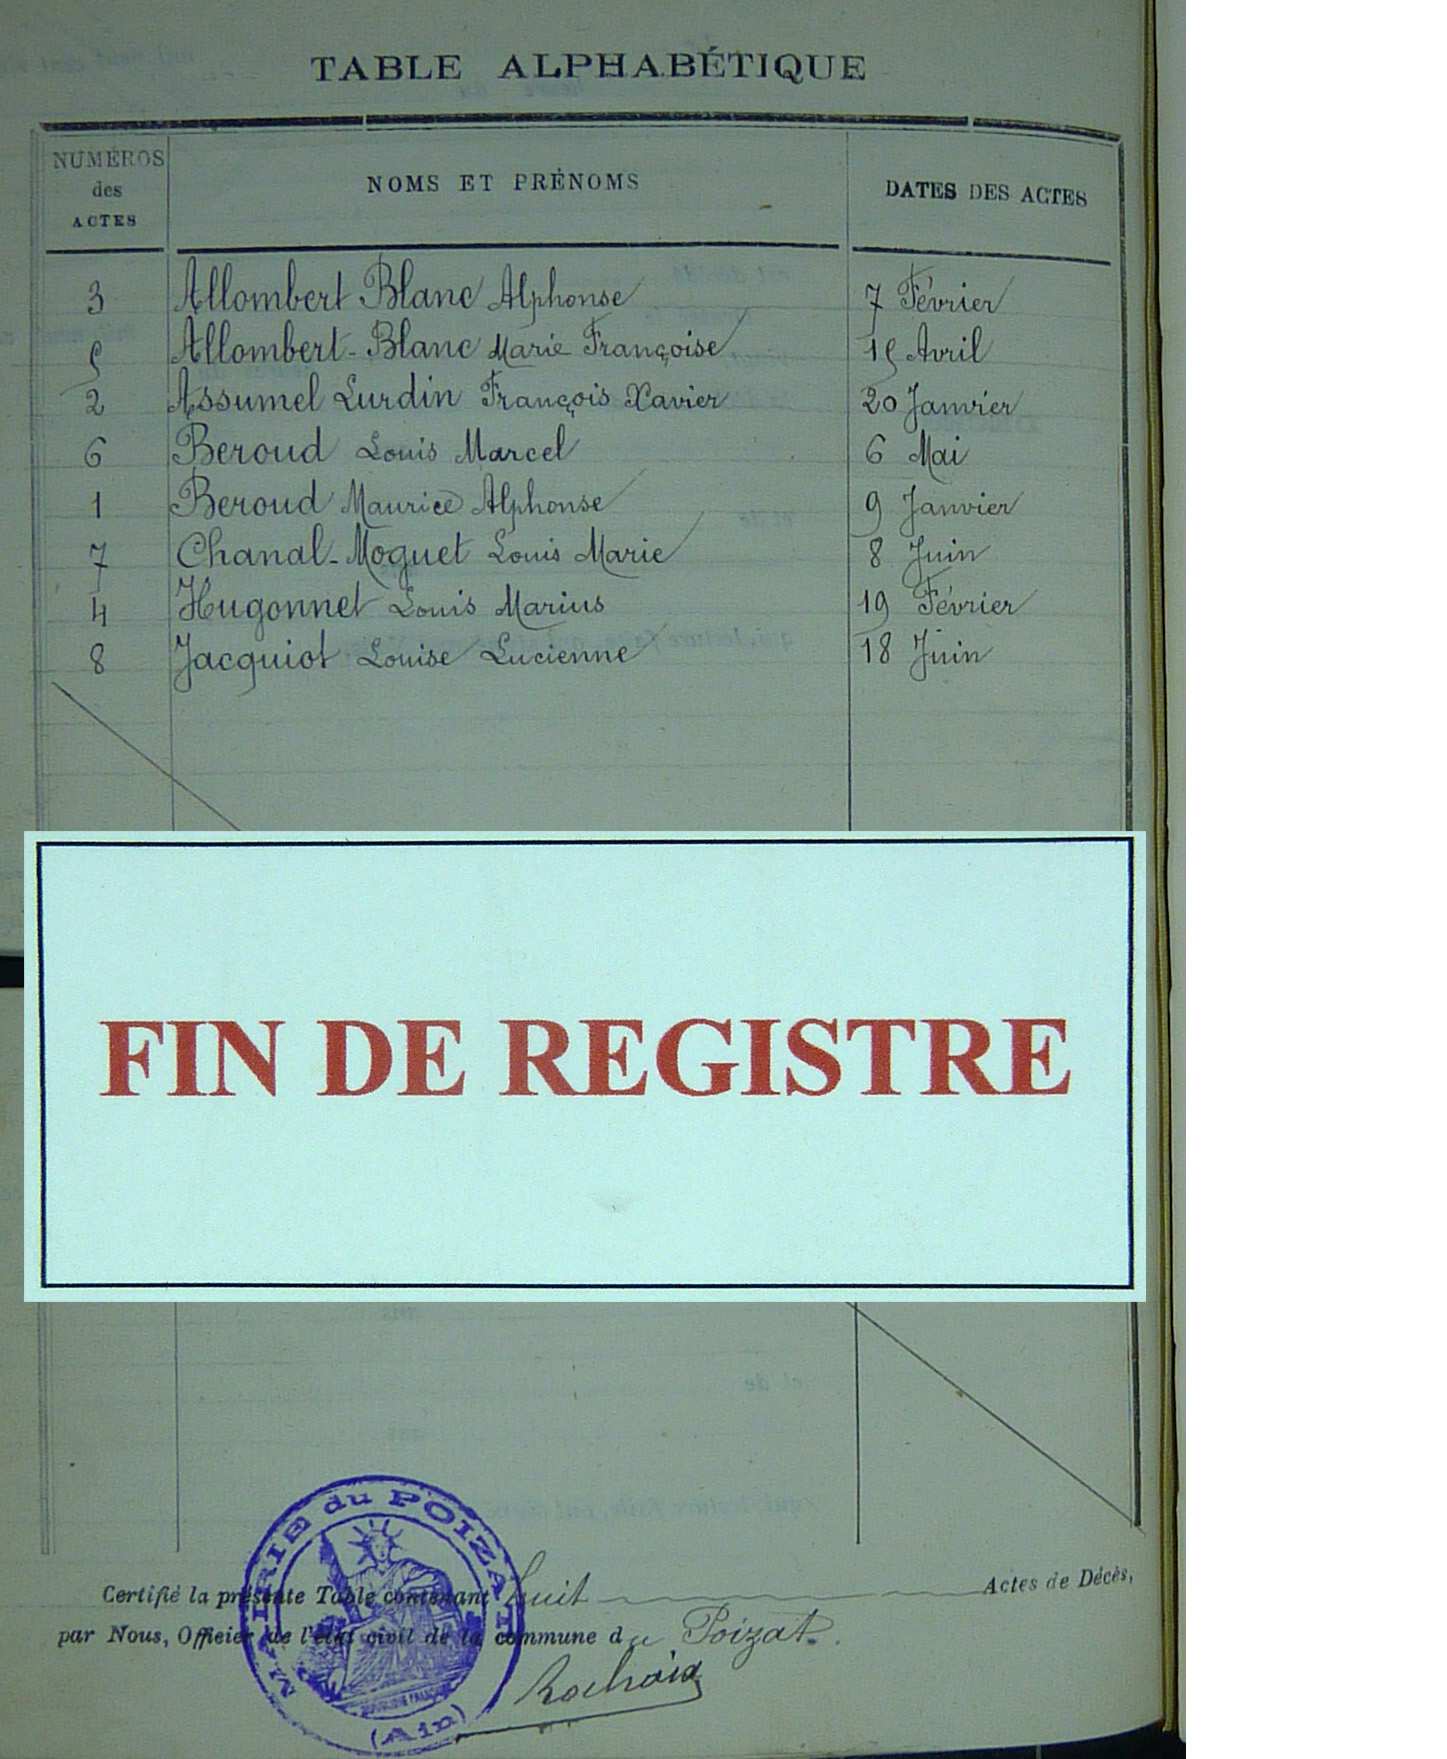 TABLE ALPHABÉTIQUE
NUMÉROS des ACTES NOMS ET PRÉNOMS DATES DES ACTES
3 Allombert Blanc Alphonse 7 Février
5 Allombert-Blanc Marie Françoise 15 Avril
2 Assumel Lurdin François Xavier 20 Janvier
6 Beroud Louis Marcel 6 Mai
1 Beroud Maurice Alphonse 9 Janvier
7 Chanal-Moguet Louis Marie 8 Juin
4 Hugonnet Louis Marius 19 Février
8 Jacquiot Louise Lucienne 18 Juin
FIN DE REGISTRE
MAIRIE du POIZAT
(Ain)
Certifié la présente Table contenant huit Actes de Décès,
par Nous, Officier de l'état civil de la commune de Poizat.